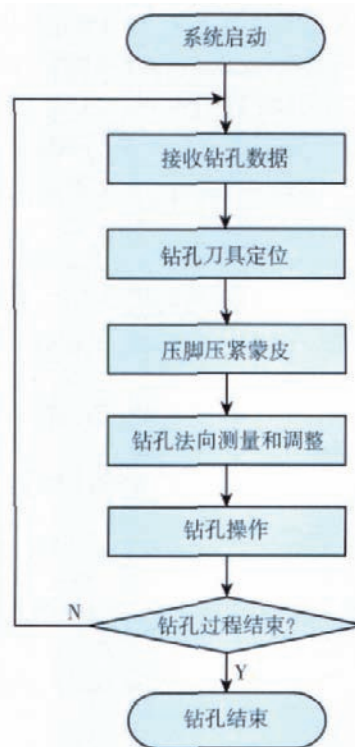 系统启动
接收钻孔数据
钻孔刀具定位
压脚压紧蒙皮
钻孔法向测量和调整
钻孔操作
钻孔过程结束?
N
Y
钻孔结束